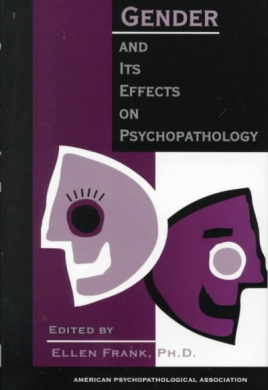 GENDER
AND
ITS
EFFECTS
ON
PSYCHOPATHOLOGY
EDITED BY
ELLEN FRANK, PH.D.
AMERICAN PSYCHOPATHOLOGICAL ASSOCIATION